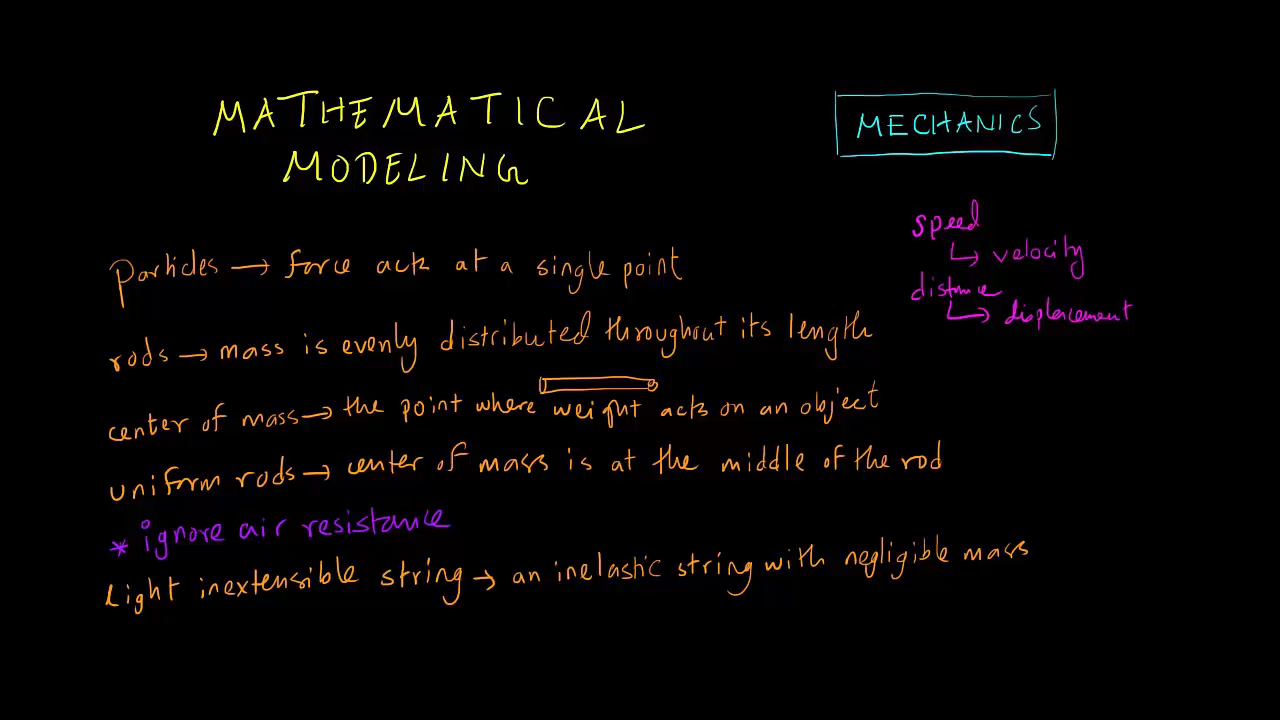 MATHEMATICAL
MODELING
MECHANICS
speed
↳ velocity
distance
↳ displacement
Particles → force acts at a single point
rods → mass is evenly distributed throughout its length
center of mass → the point where weight acts on an object
uniform rods → center of mass is at the middle of the rod
* ignore air resistance
Light inextensible string → an inelastic string with negligible mass